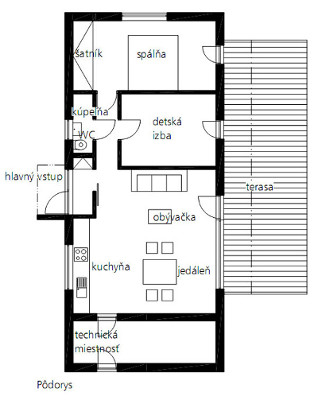 šatník
spálňa
kúpeľňa
WC
detská
izba
hlavný vstup
terasa
obývačka
kuchyňa
jedáleň
technická
miestnosť
Pôdorys